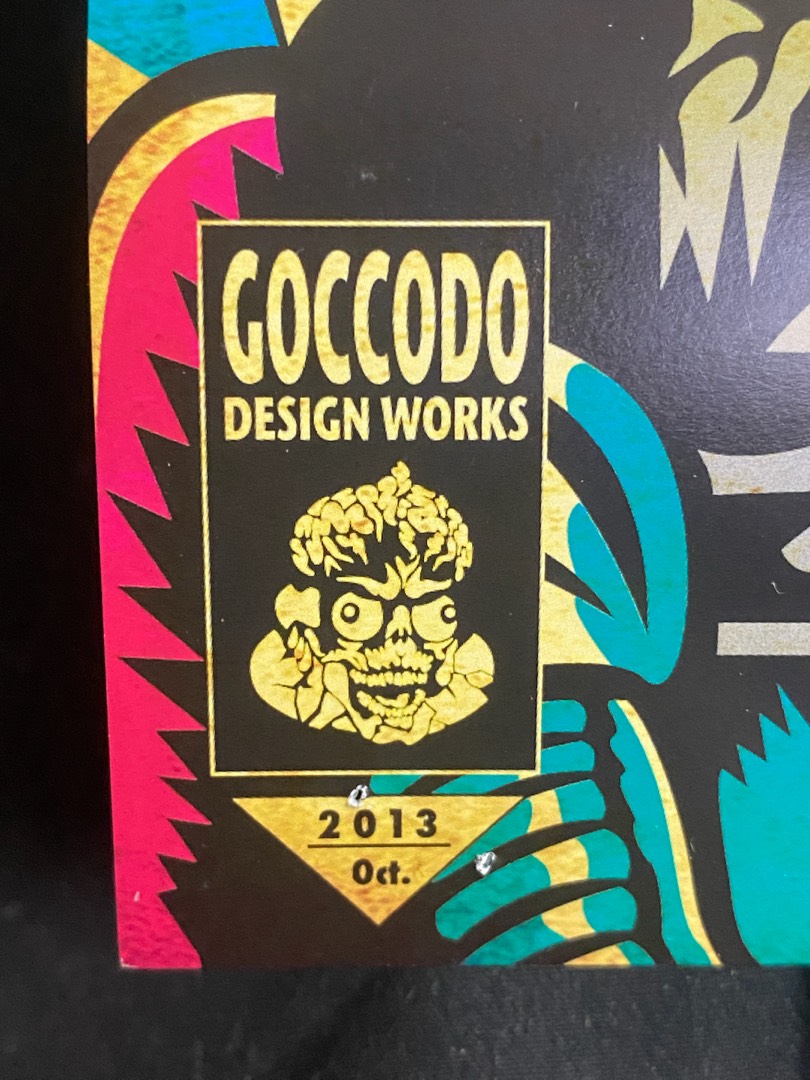 GOCCODO
DESIGN WORKS
2013
Oct.